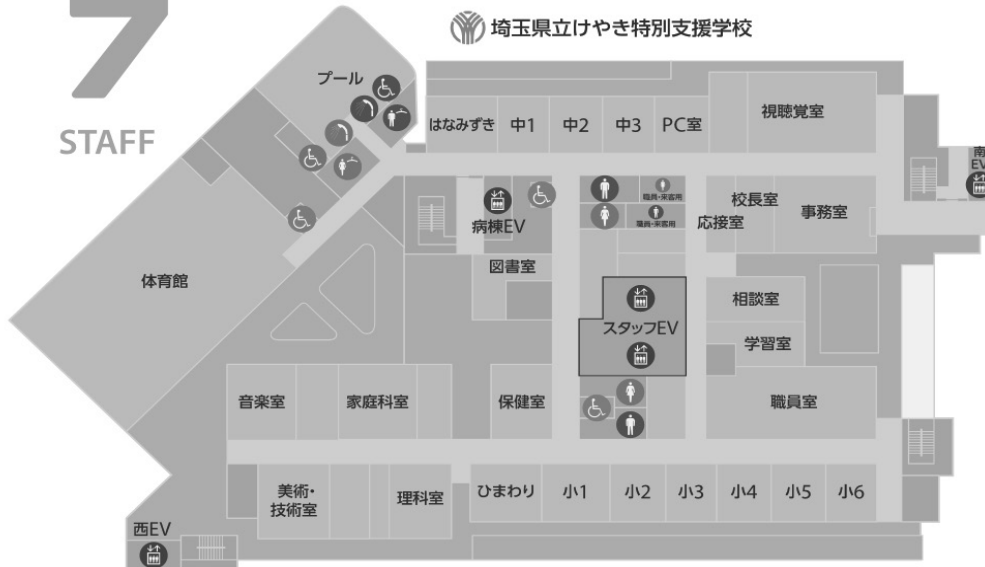 7
STAFF
埼玉県立けやき特別支援学校
プール
はなみずき
中1
中2
中3
PC室
視聴覚室
南
EV
病棟EV
職員・来客用
職員・来客用
応接室
校長室
事務室
体育館
図書室
スタッフEV
相談室
学習室
音楽室
家庭科室
保健室
職員室
美術・
技術室
理科室
ひまわり
小1
小2
小3
小4
小5
小6
西EV